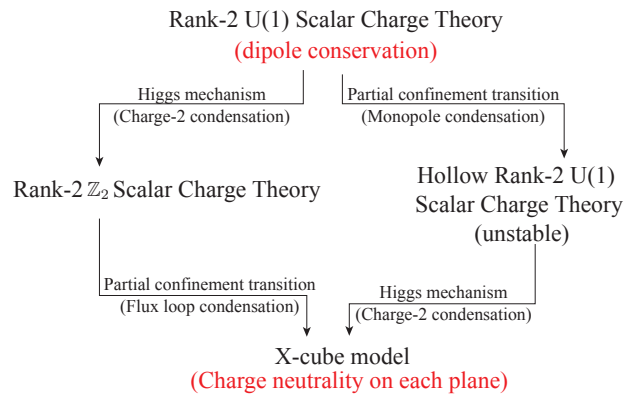 Rank-2 U(1) Scalar Charge Theory
(dipole conservation)
Higgs mechanism
(Charge-2 condensation)
Partial confinement transition
(Monopole condensation)
Rank-2 ℤ₂ Scalar Charge Theory
Hollow Rank-2 U(1)
Scalar Charge Theory
(unstable)
Partial confinement transition
(Flux loop condensation)
Higgs mechanism
(Charge-2 condensation)
X-cube model
(Charge neutrality on each plane)